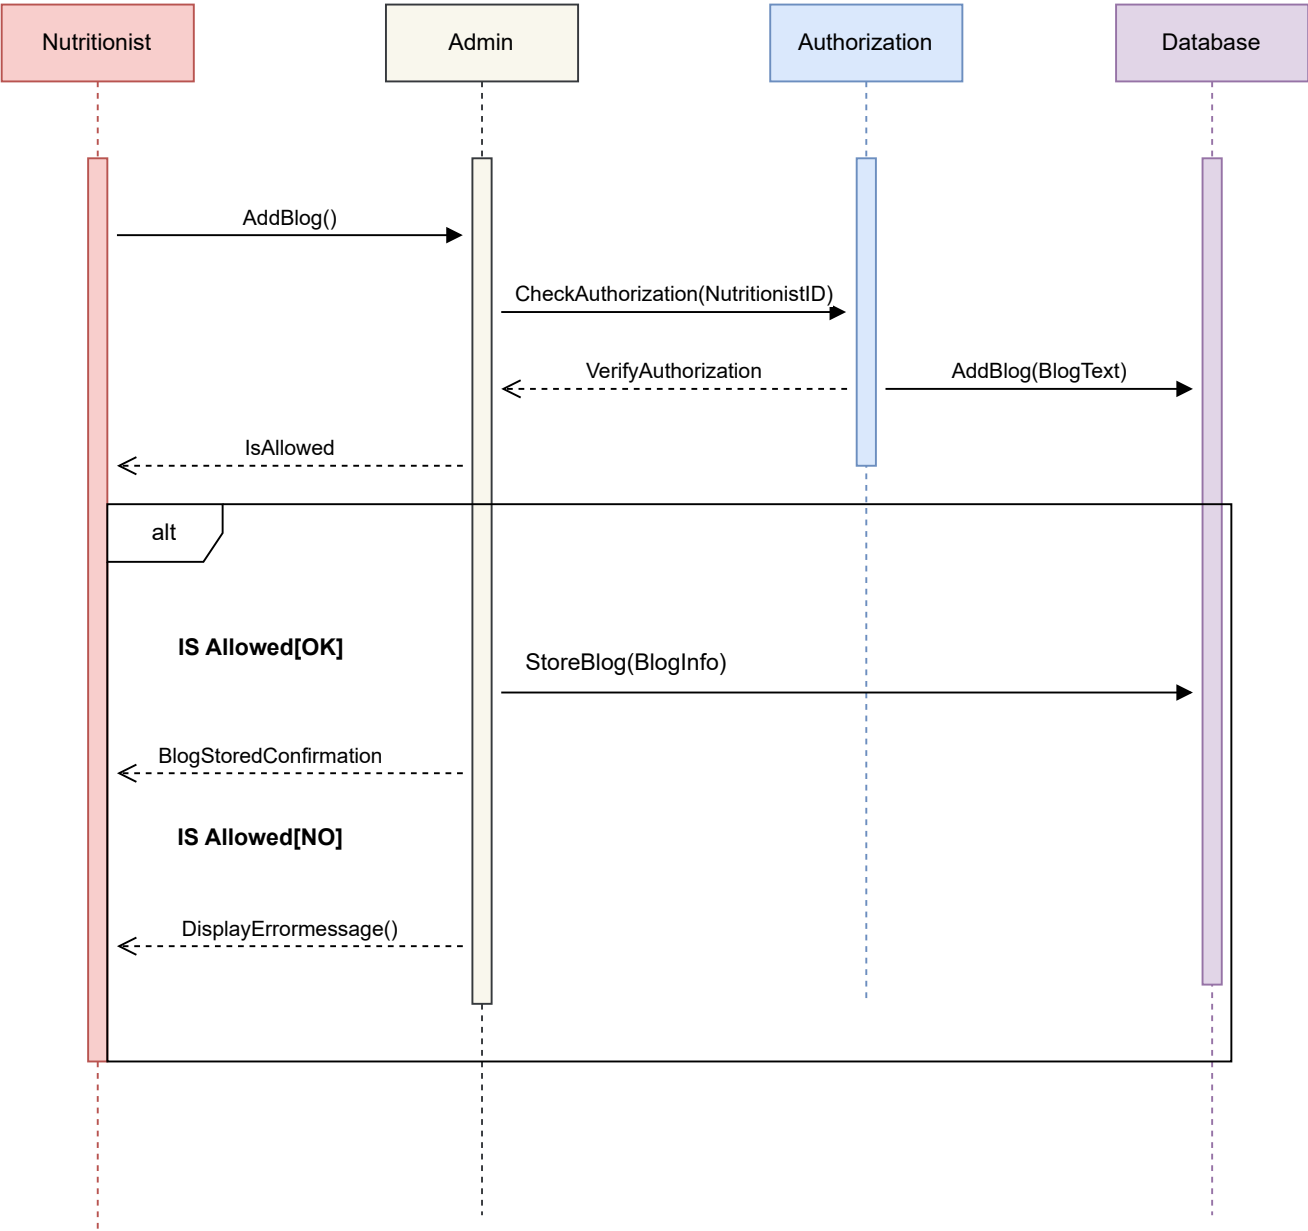 Nutritionist
Admin
Authorization
Database
AddBlog()
CheckAuthorization(NutritionistID)
VerifyAuthorization
AddBlog(BlogText)
IsAllowed
alt
IS Allowed[OK]
StoreBlog(BlogInfo)
BlogStoredConfirmation
IS Allowed[NO]
DisplayErrormessage()